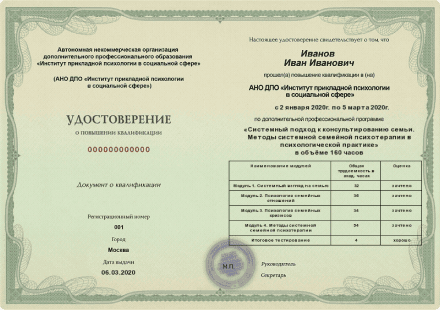 Автономная некоммерческая организация
дополнительного профессионального образования
«Институт прикладной психологии в социальной сфере»
(АНО ДПО «Институт прикладной психологии
в социальной сфере»)
УДОСТОВЕРЕНИЕ
О ПОВЫШЕНИИ КВАЛИФИКАЦИИ
000000000000
Документ о квалификации
Регистрационный номер
001
Город
Москва
Дата выдачи
06.03.2020
Настоящее удостоверение свидетельствует о том, что
Иванов
Иван Иванович
прошел(а) повышение квалификации в (на)
АНО ДПО «Институт прикладной психологии
в социальной сфере»
с 2 января 2020г. по 5 марта 2020г.
по дополнительной профессиональной программе
«Системный подход к консультированию семьи.
Методы системной семейной психотерапии в
психологической практике»
в объёме 160 часов
Наименование модулей Общая трудоемкость в акад. часах Оценка
Модуль 1. Системный взгляд на семью 32 зачтено
Модуль 2. Психология семейных отношений зачтено
Модуль 3. Психология семейных кризисов зачтено
Модуль 4. Методы системной семейной психотерапии зачтено
Итоговое тестирование 4 хорошо
М.П.
Руководитель
Секретарь